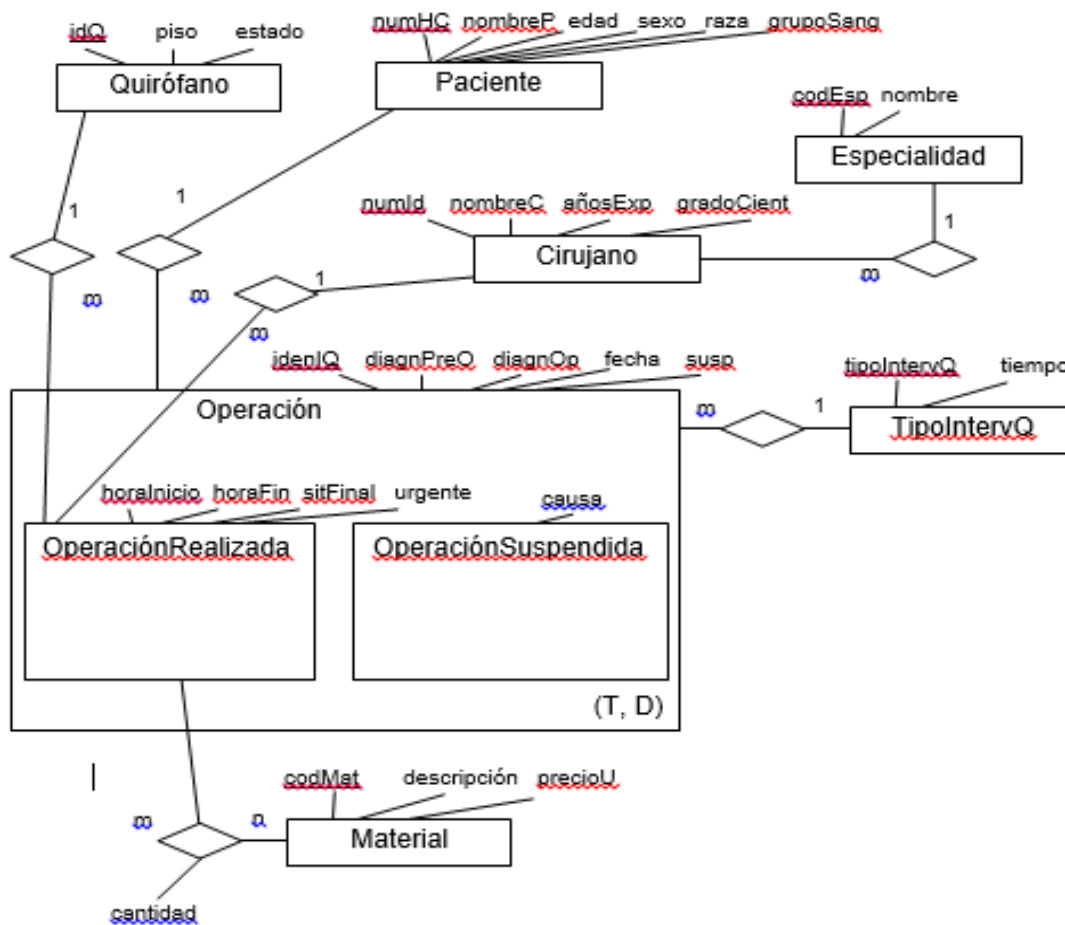 idQ piso estado
Quirófano
numHC nombreP edad sexo raza grupoSang
Paciente
codEsp nombre
Especialidad
numId nombreC añosExp gradoCient
Cirujano
1
1
1
1
m
m
m
m
idenIQ diagnPreO diagnOp fecha susp
Operación
tipoIntervQ tiempo
TipoIntervQ
m 1
horaInicio horaFin sitFinal urgente
OperaciónRealizada
causa
OperaciónSuspendida
(T, D)
codMat descripción precioU
Material
m n
cantidad